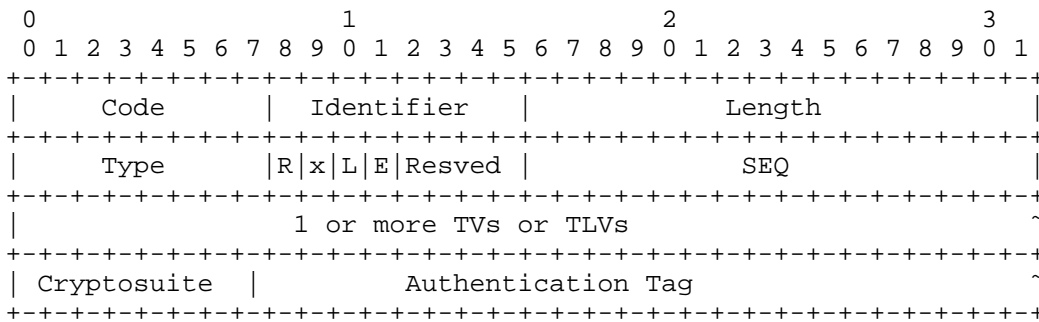 0                   1                   2                   3
 0 1 2 3 4 5 6 7 8 9 0 1 2 3 4 5 6 7 8 9 0 1 2 3 4 5 6 7 8 9 0 1
+-+-+-+-+-+-+-+-+-+-+-+-+-+-+-+-+-+-+-+-+-+-+-+-+-+-+-+-+-+-+-+-+
|     Code      |  Identifier   |            Length             |
+-+-+-+-+-+-+-+-+-+-+-+-+-+-+-+-+-+-+-+-+-+-+-+-+-+-+-+-+-+-+-+-+
|     Type      |R|x|L|E|Resved |             SEQ               |
+-+-+-+-+-+-+-+-+-+-+-+-+-+-+-+-+-+-+-+-+-+-+-+-+-+-+-+-+-+-+-+-+
|                 1 or more TVs or TLVs                         ~
+-+-+-+-+-+-+-+-+-+-+-+-+-+-+-+-+-+-+-+-+-+-+-+-+-+-+-+-+-+-+-+-+
| Cryptosuite  |         Authentication Tag                     ~
+-+-+-+-+-+-+-+-+-+-+-+-+-+-+-+-+-+-+-+-+-+-+-+-+-+-+-+-+-+-+-+-+